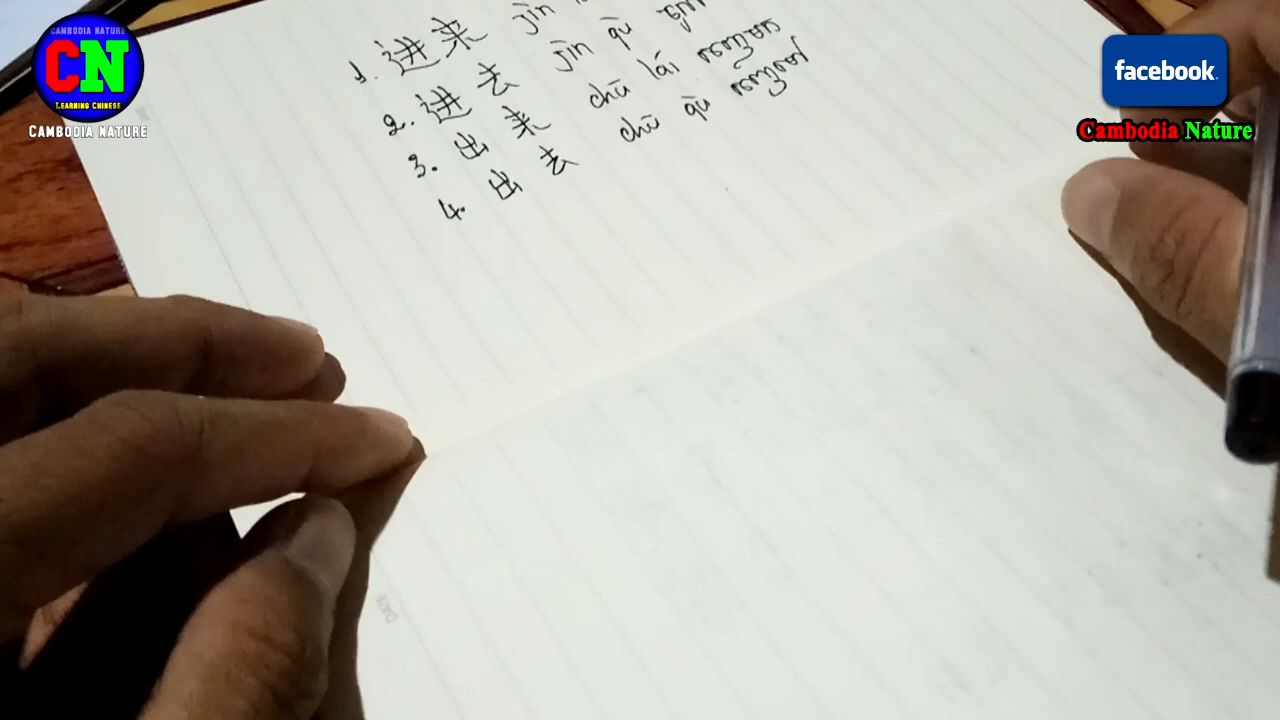 CAMBODIA NATURE
CN
LEARNING CHINESE
CAMBODIA NATURE
facebook
Cambodia Nature
1. 进来 jìn
2. 进去 jìn qù
3. 出来 chū lái
4. 出去 chū qù
DATE